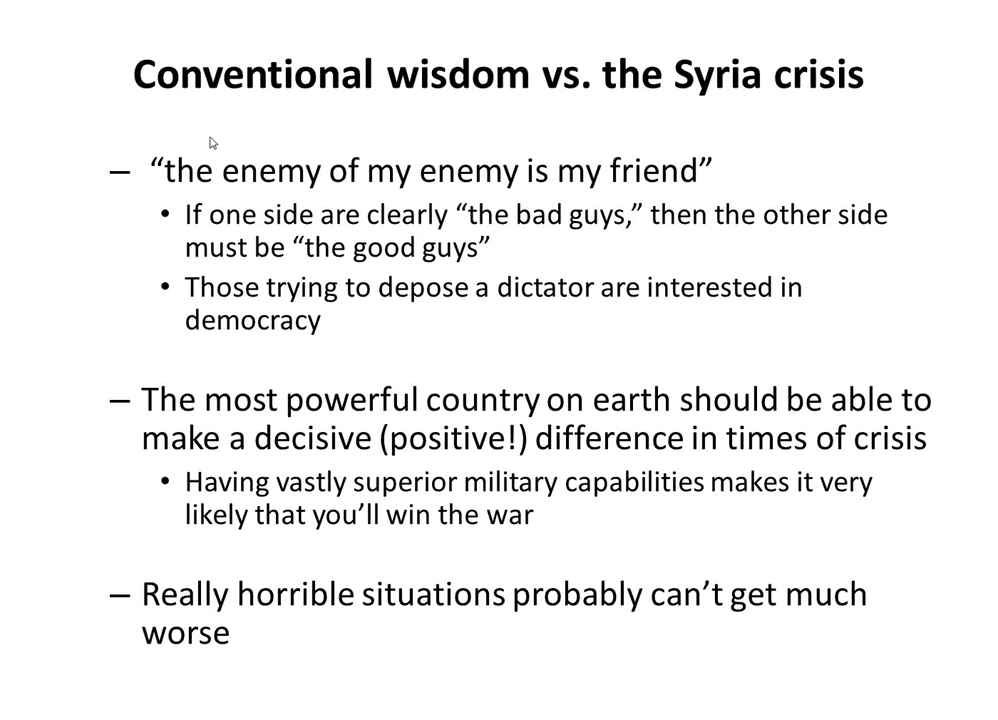 Conventional wisdom vs. the Syria crisis
– “the enemy of my enemy is my friend”
• If one side are clearly “the bad guys,” then the other side
must be “the good guys”
• Those trying to depose a dictator are interested in
democracy
– The most powerful country on earth should be able to
make a decisive (positive!) difference in times of crisis
• Having vastly superior military capabilities makes it very
likely that you’ll win the war
– Really horrible situations probably can’t get much
worse